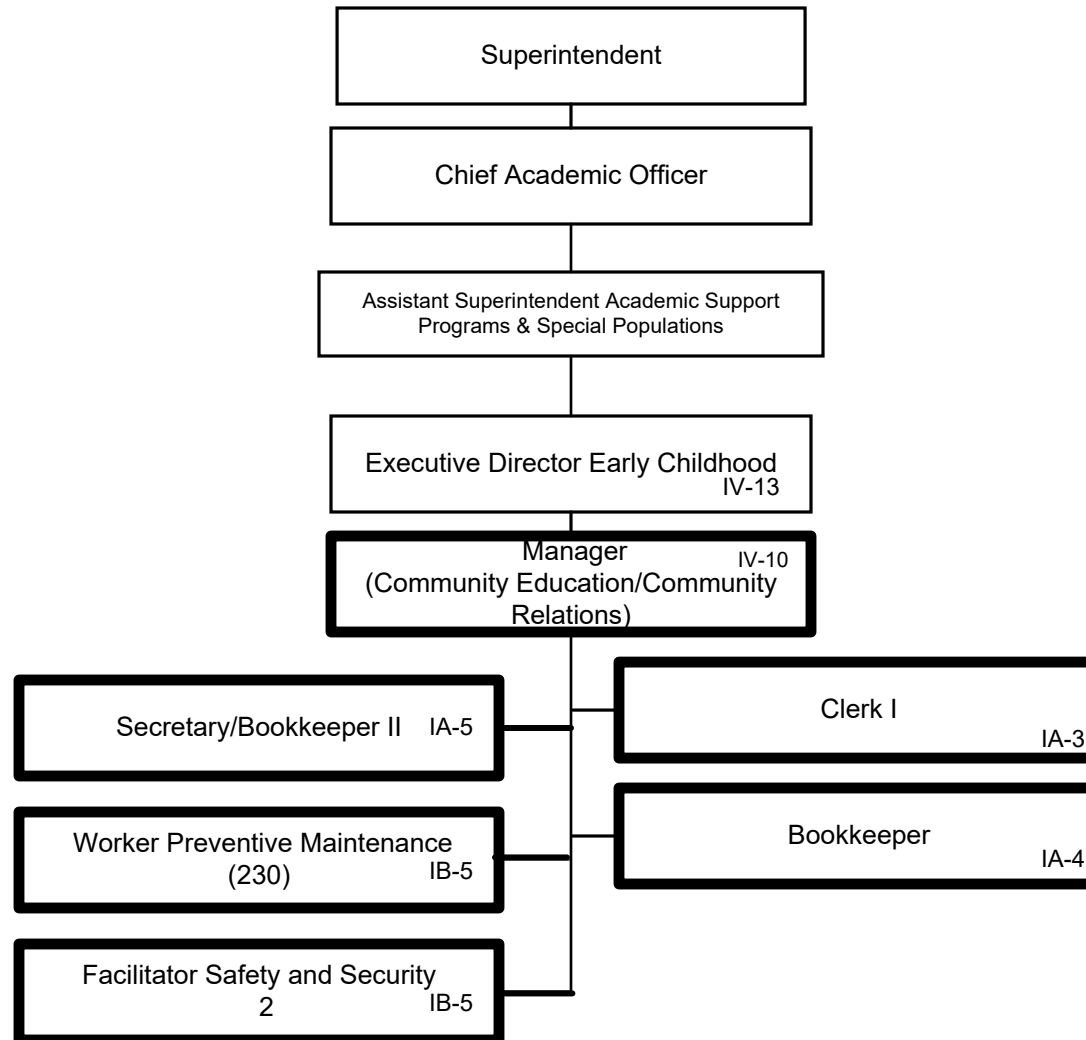 Superintendent
Chief Academic Officer
Assistant Superintendent Academic Support
Programs & Special Populations
Executive Director Early Childhood
IV-13
Manager
IV-10
(Community Education/Community
Relations)
Secretary/Bookkeeper II
IA-5
Clerk I
IA-3
Worker Preventive Maintenance
(230)
IB-5
Bookkeeper
IA-4
Facilitator Safety and Security
2
IB-5